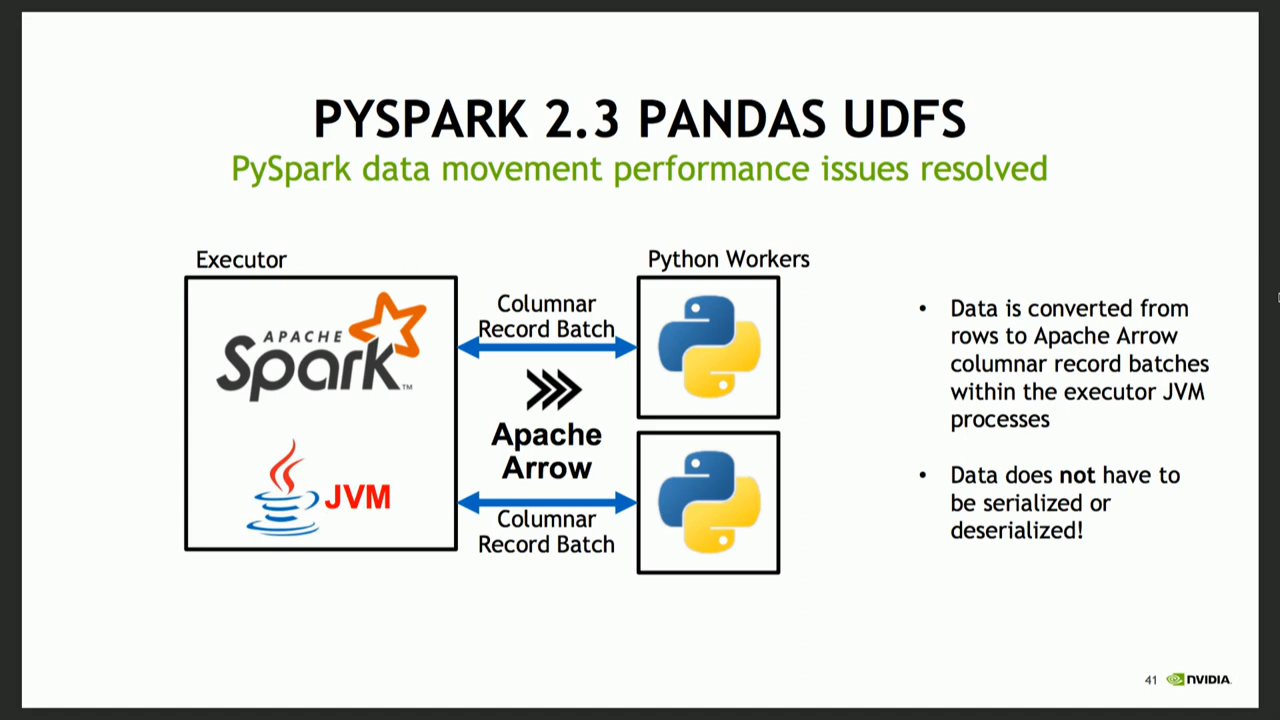 PYSPARK 2.3 PANDAS UDFS
PySpark data movement performance issues resolved
Executor
APACHE
Spark™
JVM
Columnar
Record Batch
Apache
Arrow
Columnar
Record Batch
Python Workers
• Data is converted from
rows to Apache Arrow
columnar record batches
within the executor JVM
processes
• Data does not have to
be serialized or
deserialized!
41 NVIDIA.